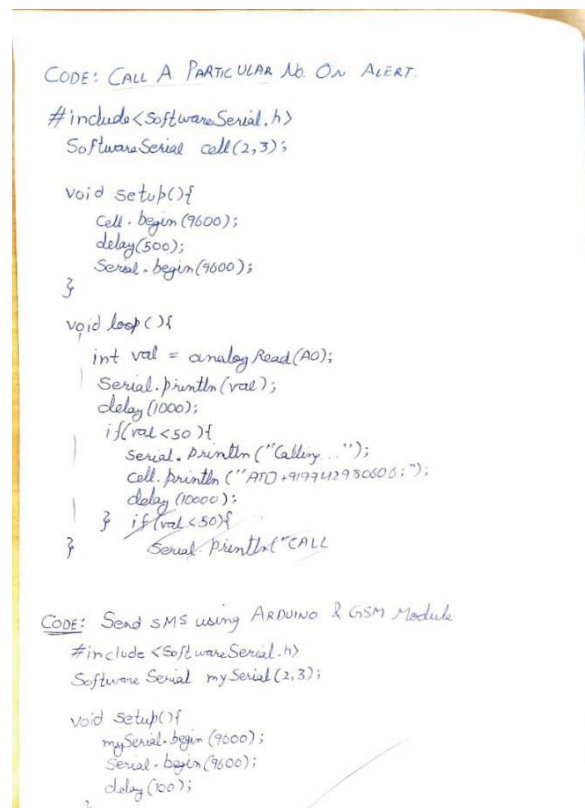 CODE: CALL A PARTICULAR No. ON ALERT.
#include<SoftwareSerial.h>
SoftwareSerial cell(2,3);
void setup(){
cell.begin(9600);
delay(500);
Serial.begin(9600);
}
void loop(){
int val = analogRead(A0);
Serial.println(val);
delay(1000);
if(val<50){
serial.println("Calling...");
cell.println("ATD+919742980606;");
delay(10000);
} if(val<50){
} Serial.println("CALL
CODE: Send SMS using ARDUINO & GSM Module
#include <SoftwareSerial.h>
Software Serial mySerial(2,3);
void setup(){
mySerial.begin(9600);
Serial.begin(9600);
delay(100);
}